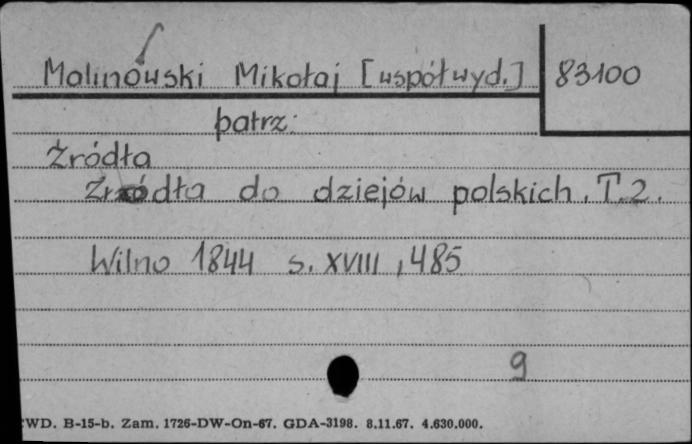 Malinowski Mikołaj [współwyd.] 83100
patrz:
Źródła
Źródła do dziejów polskich. T.2.
Wilno 1844 s. XVIII, 485
9
WD. B-15-b. Zam. 1726-DW-On-67. GDA-3198. 8.11.67. 4.630.000.